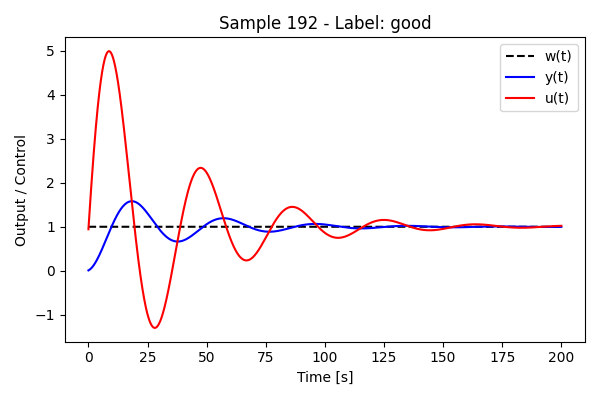 Sample 192 - Label: good
w(t)
y(t)
u(t)
Output / Control
5
4
3
2
1
0
−1
0 25 50 75 100 125 150 175 200
Time [s]